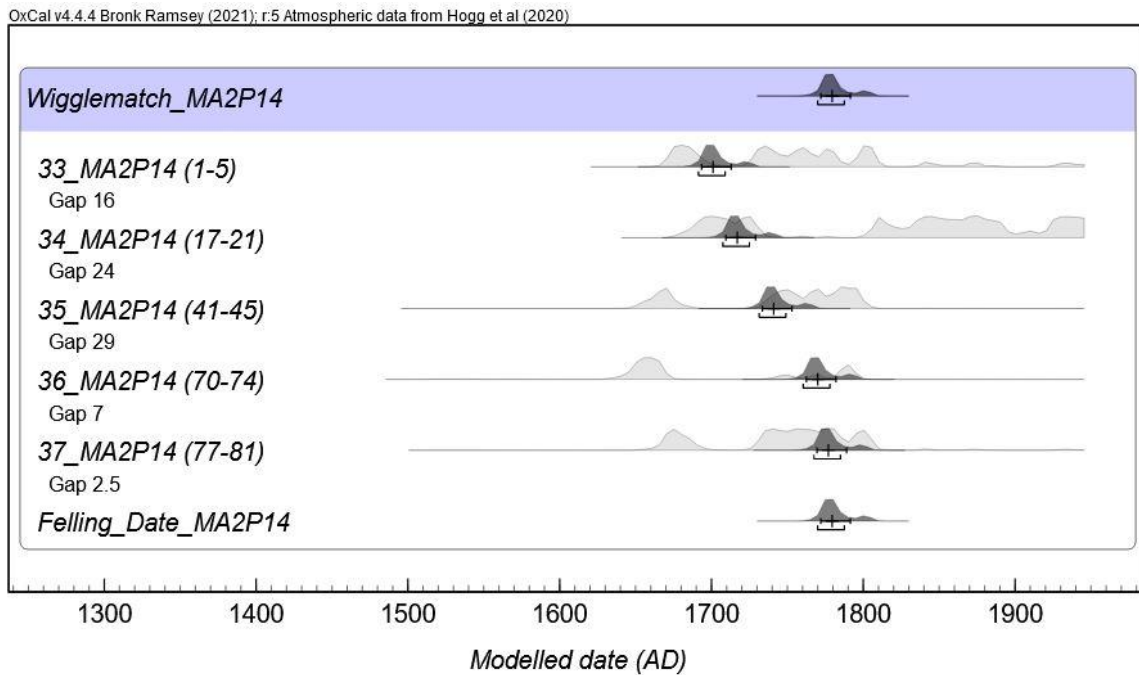 OxCal v4.4.4 Bronk Ramsey (2021); r:5 Atmospheric data from Hogg et al (2020)
Wigglematch_MA2P14
33_MA2P14 (1-5)
Gap 16
34_MA2P14 (17-21)
Gap 24
35_MA2P14 (41-45)
Gap 29
36_MA2P14 (70-74)
Gap 7
37_MA2P14 (77-81)
Gap 2.5
Felling_Date_MA2P14
1300 1400 1500 1600 1700 1800 1900
Modelled date (AD)